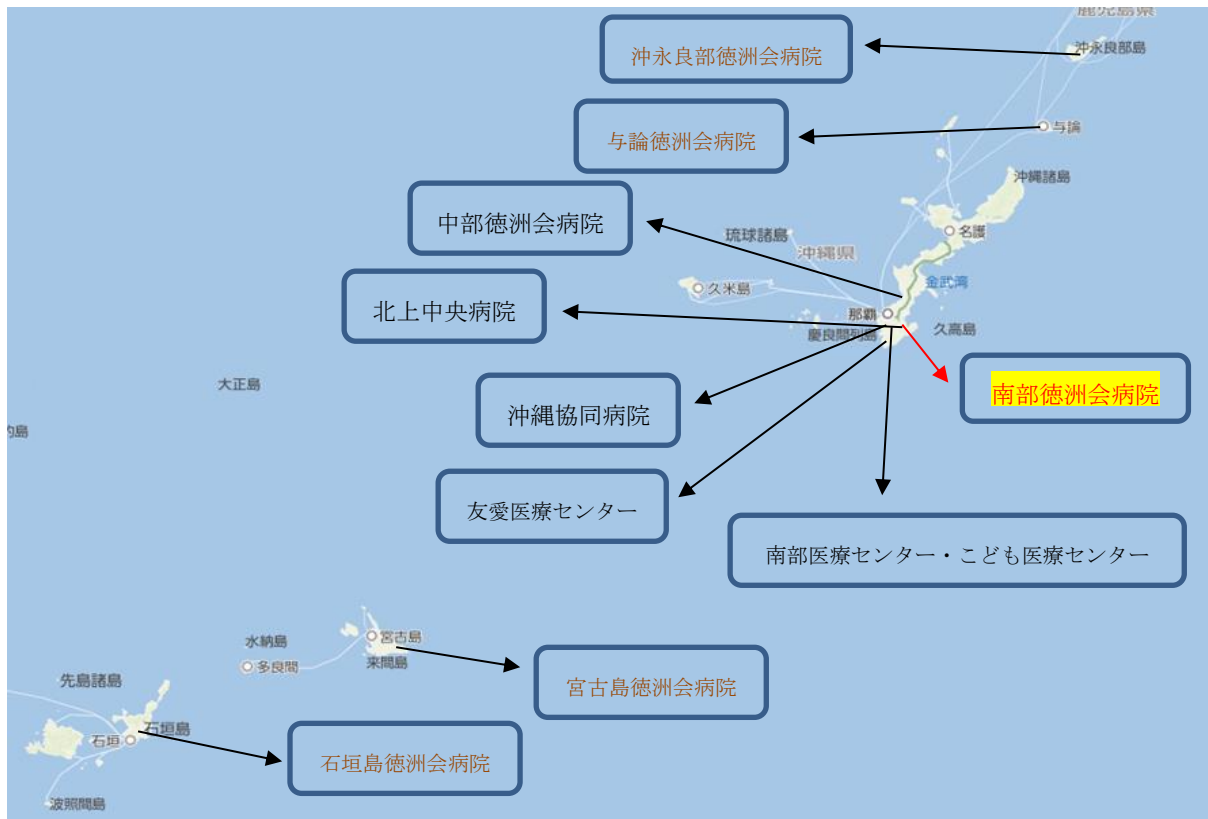 鹿児島県
沖永良部徳洲会病院
沖永良部島
与論徳洲会病院
与論
沖縄諸島
中部徳洲会病院
琉球諸島
沖縄県
名護
金武湾
久米島
北上中央病院
那覇
慶良間列島
久高島
大正島
南部徳洲会病院
沖縄協同病院
釣島
友愛医療センター
南部医療センター・こども医療センター
水納島
宮古島
多良間
来間島
先島諸島
宮古島徳洲会病院
石垣島
石垣
石垣島徳洲会病院
波照間島